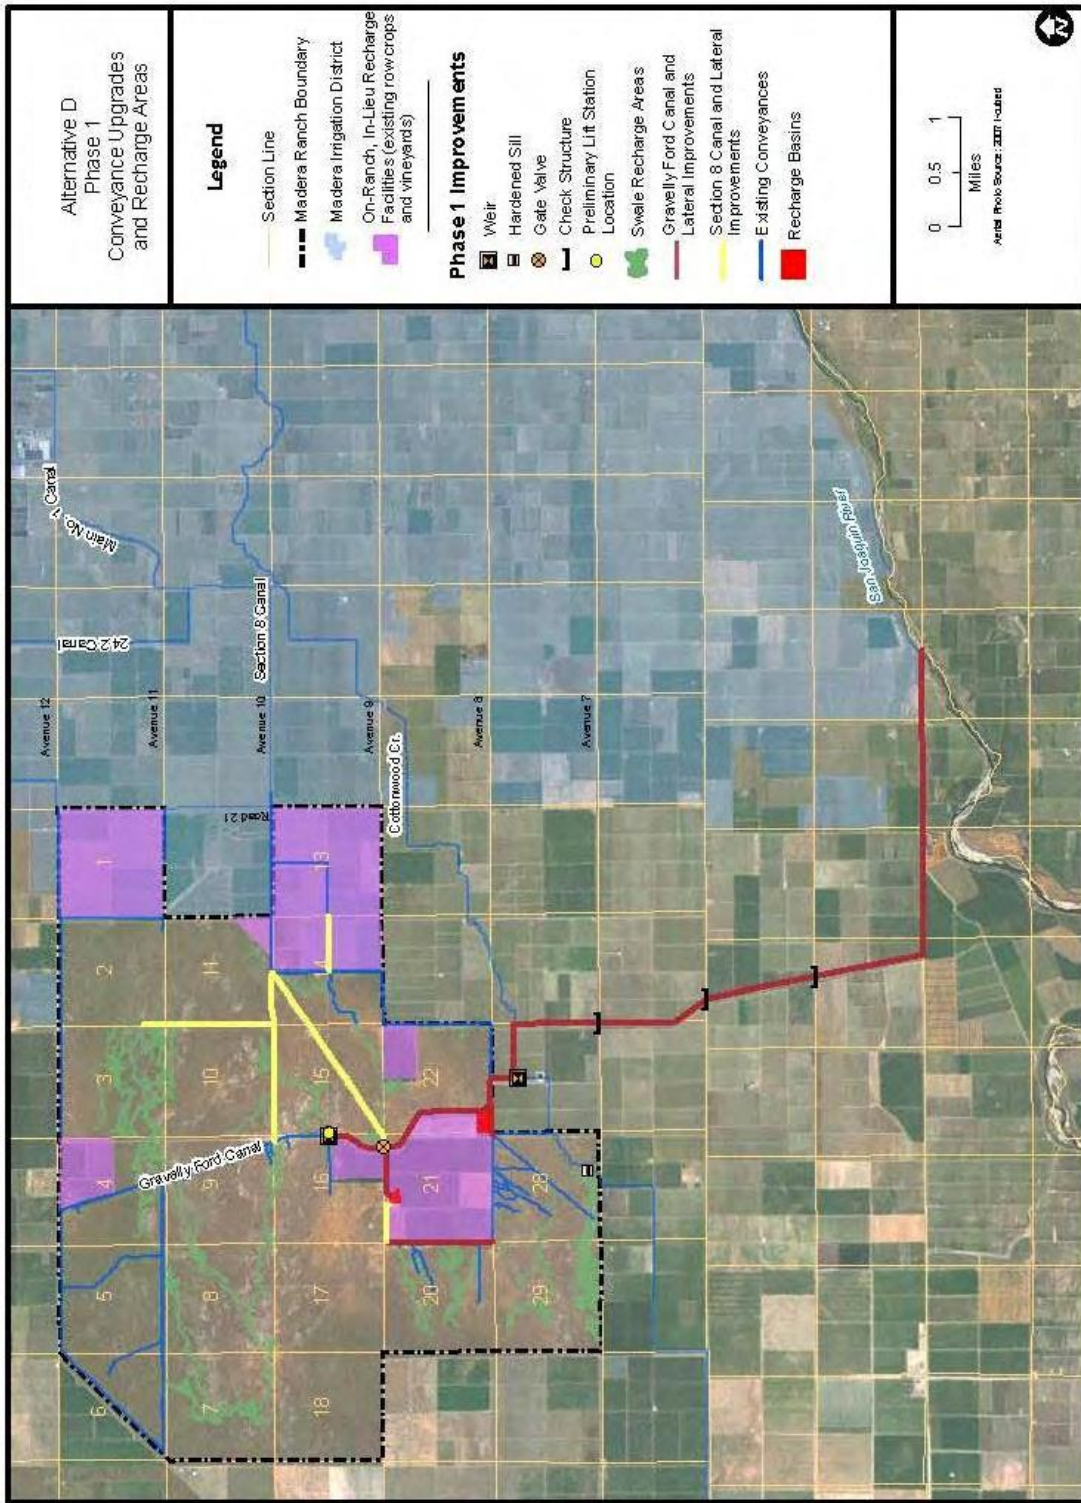 Alternative D
Phase 1
Conveyance Upgrades
and Recharge Areas
Legend
Section Line
Madera Ranch Boundary
Madera Irrigation District
On-Ranch, In-Lieu Recharge
Facilities (existing rowcrops
and vineyards)
Phase 1 Improvements
Weir
Hardened Sill
Gate Valve
Check Structure
Preliminary Lift Station
Location
Swale Recharge Areas
Gravelly Ford Canal and
Lateral Improvements
Section 8 Canal and Lateral
Improvements
Existing Conveyances
Recharge Basins
0 0.5 1
Miles
Aerial Photo Source: 2007
N
Main No. 1 Canal
24.2 Canal
Section 8 Canal
Avenue 12
Avenue 11
Avenue 10
Avenue 9
Avenue 8
Avenue 7
Road 21
Cottonwood Cr.
San Joaquin River
Gravelly Ford Canal
1
2
3
4
5
6
7
8
9
10
11
13
14
15
16
17
18
20
21
22
28
29